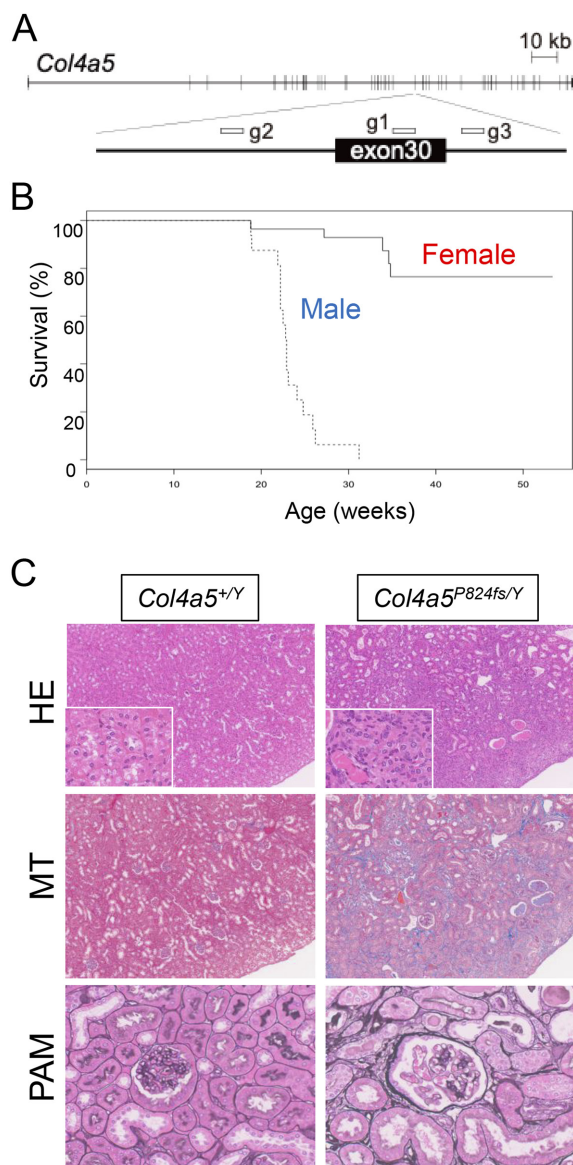 A
Col4a5
10 kb
g2
g1
g3
exon30
B
Survival (%)
100
80
60
40
20
0
Female
Male
0 10 20 30 40 50
Age (weeks)
C
Col4a5+/Y
Col4a5P824fs/Y
HE
MT
PAM